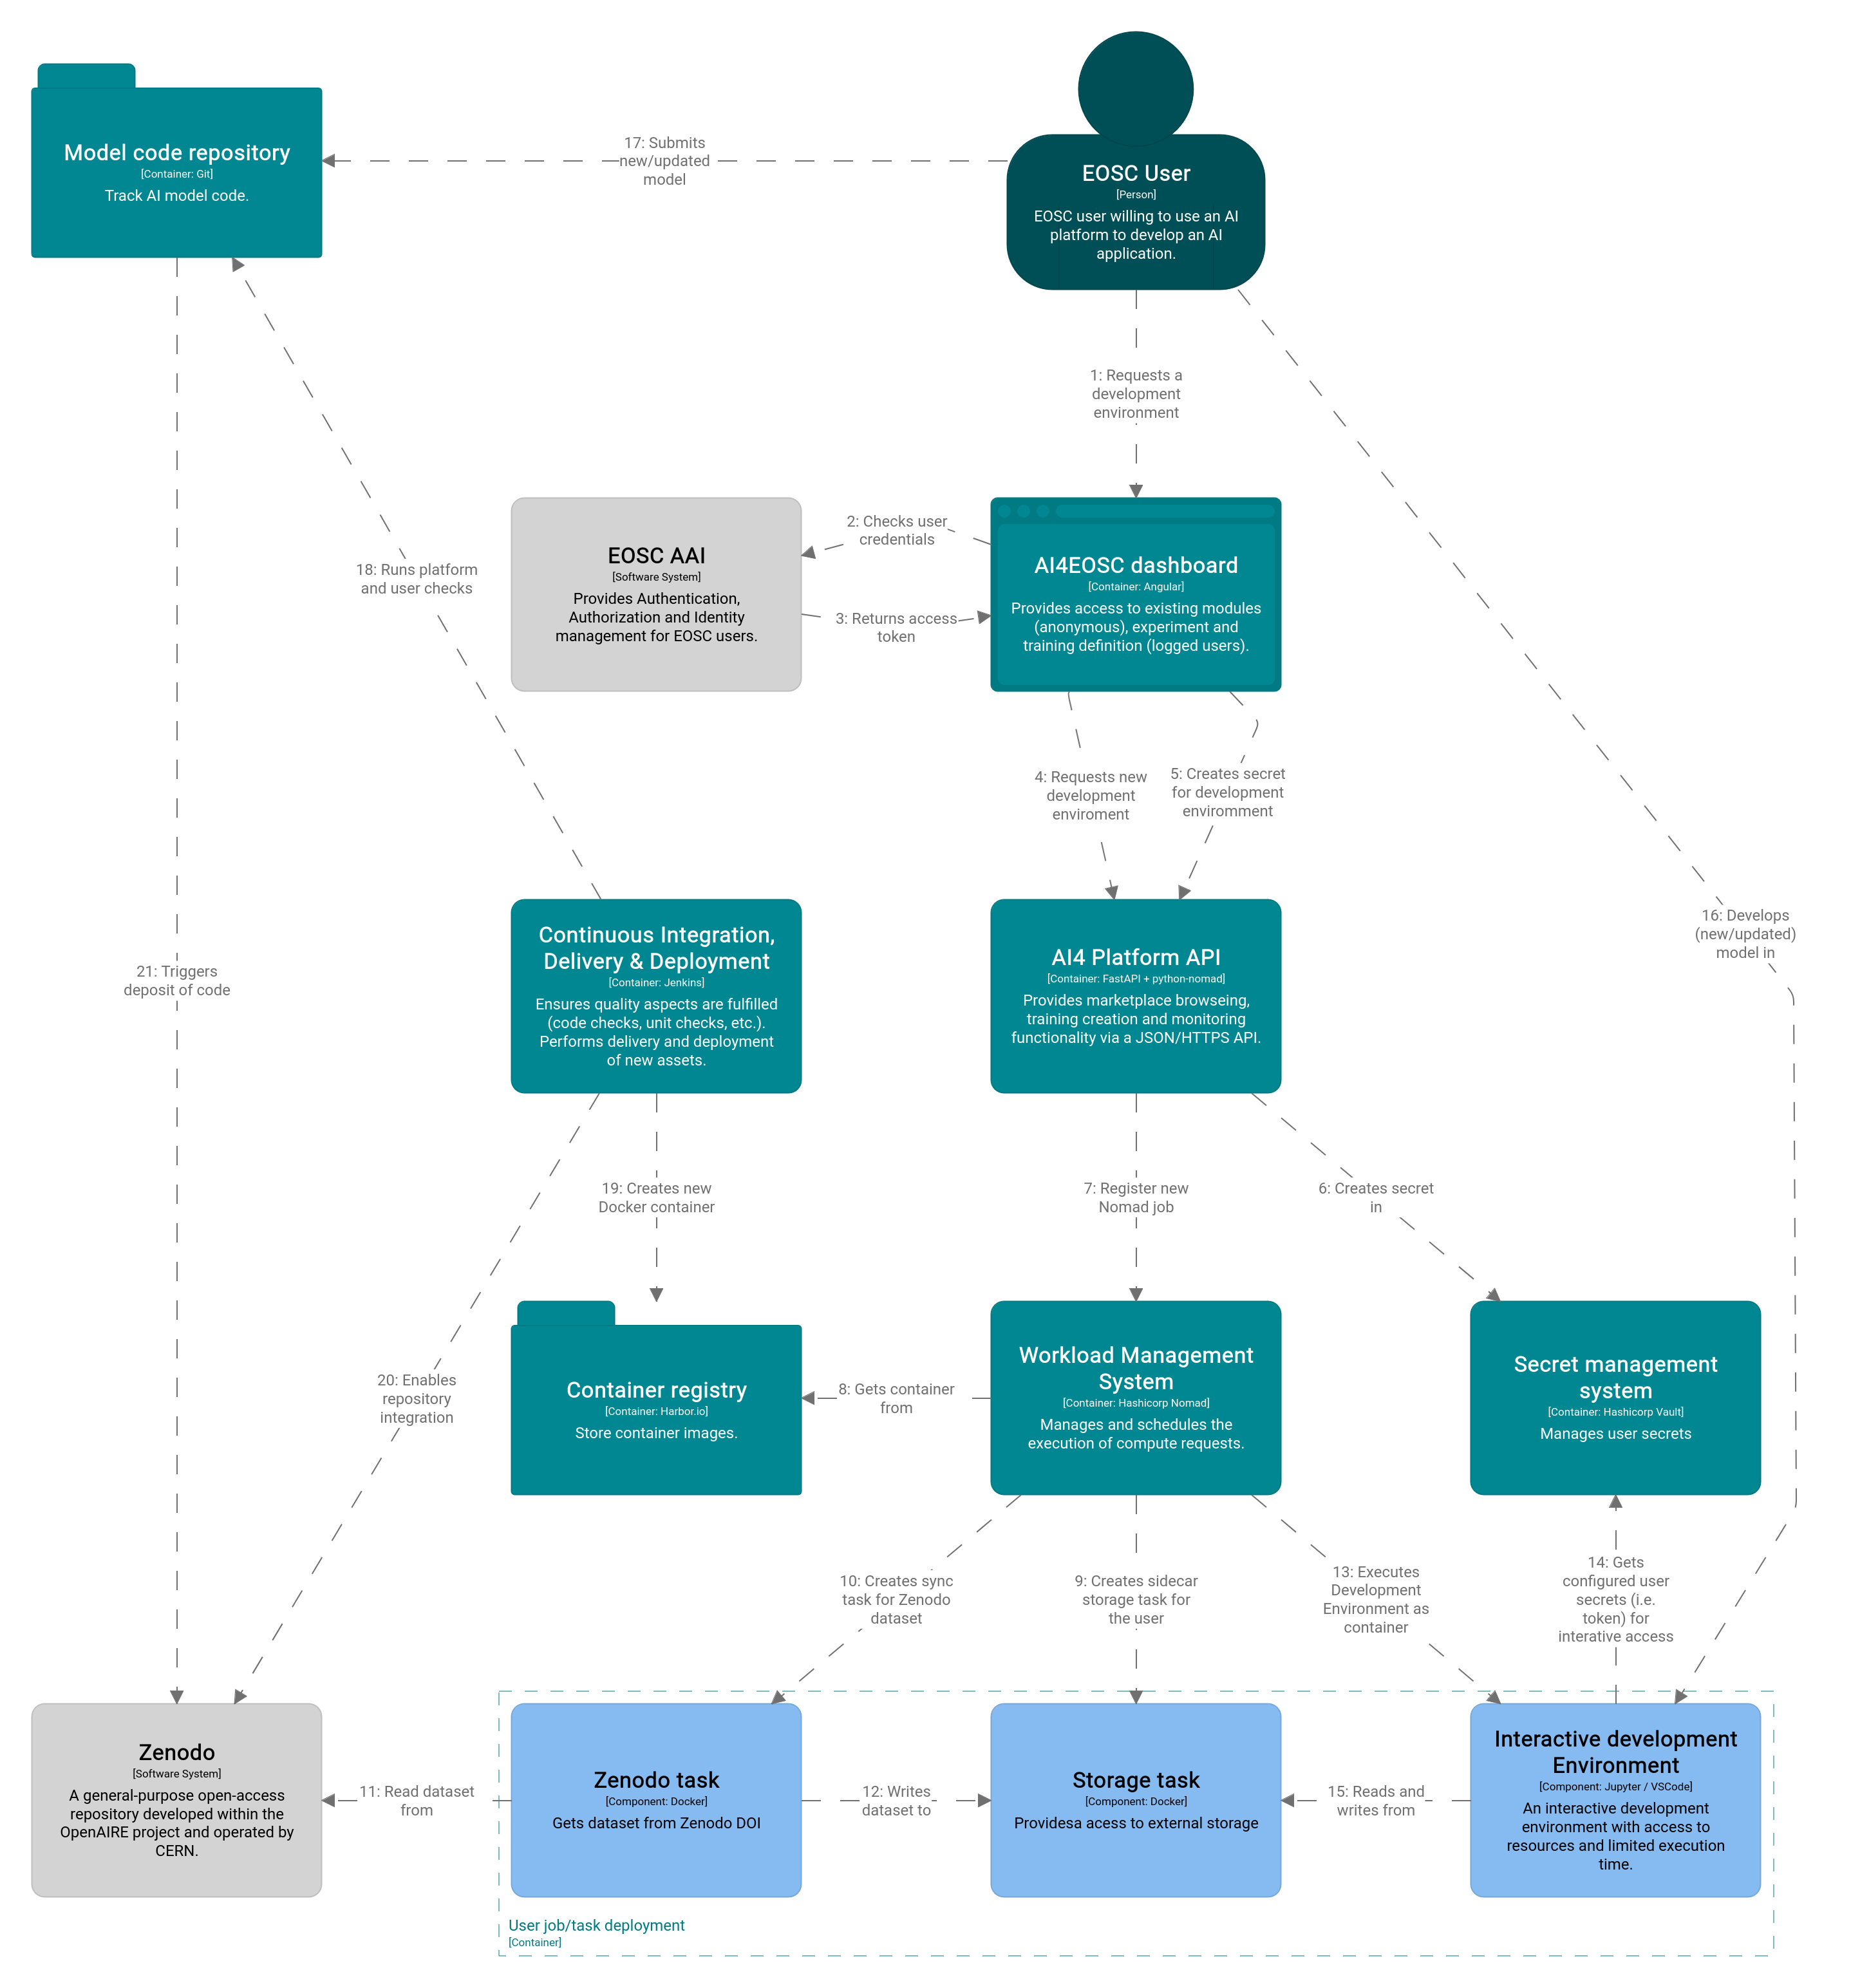 Model code repository
[Container: Git]
Track AI model code.
17: Submits
new/updated
model
EOSC User
[Person]
EOSC user willing to use an AI
platform to develop an AI
application.
1: Requests a
development
environment
EOSC AAI
[Software System]
Provides Authentication,
Authorization and Identity
management for EOSC users.
2: Checks user
credentials
3: Returns access
token
AI4EOSC dashboard
[Container: Angular]
Provides access to existing modules
(anonymous), experiment and
training definition (logged users).
18: Runs platform
and user checks
4: Requests new
development
enviroment
5: Creates secret
for development
enviromment
16: Develops
(new/updated)
model in
21: Triggers
deposit of code
Continuous Integration,
Delivery & Deployment
[Container: Jenkins]
Ensures quality aspects are fulfilled
(code checks, unit checks, etc.).
Performs delivery and deployment
of new assets.
AI4 Platform API
[Container: FastAPI + python-nomad]
Provides marketplace browseing,
training creation and monitoring
functionality via a JSON/HTTPS API.
19: Creates new
Docker container
7: Register new
Nomad job
6: Creates secret
in
20: Enables
repository
integration
Container registry
[Container: Harbor.io]
Store container images.
8: Gets container
from
Workload Management
System
[Container: Hashicorp Nomad]
Manages and schedules the
execution of compute requests.
Secret management
system
[Container: Hashicorp Vault]
Manages user secrets
10: Creates sync
task for Zenodo
dataset
9: Creates sidecar
storage task for
the user
13: Executes
Development
Environment as
container
14: Gets
configured user
secrets (i.e.
token) for
interative access
Zenodo
[Software System]
A general-purpose open-access
repository developed within the
OpenAIRE project and operated by
CERN.
11: Read dataset
from
Zenodo task
[Component: Docker]
Gets dataset from Zenodo DOI
12: Writes
dataset to
Storage task
[Component: Docker]
Providesa acess to external storage
15: Reads and
writes from
Interactive development
Environment
[Component: Jupyter / VSCode]
An interactive development
environment with access to
resources and limited execution
time.
User job/task deployment
[Container]